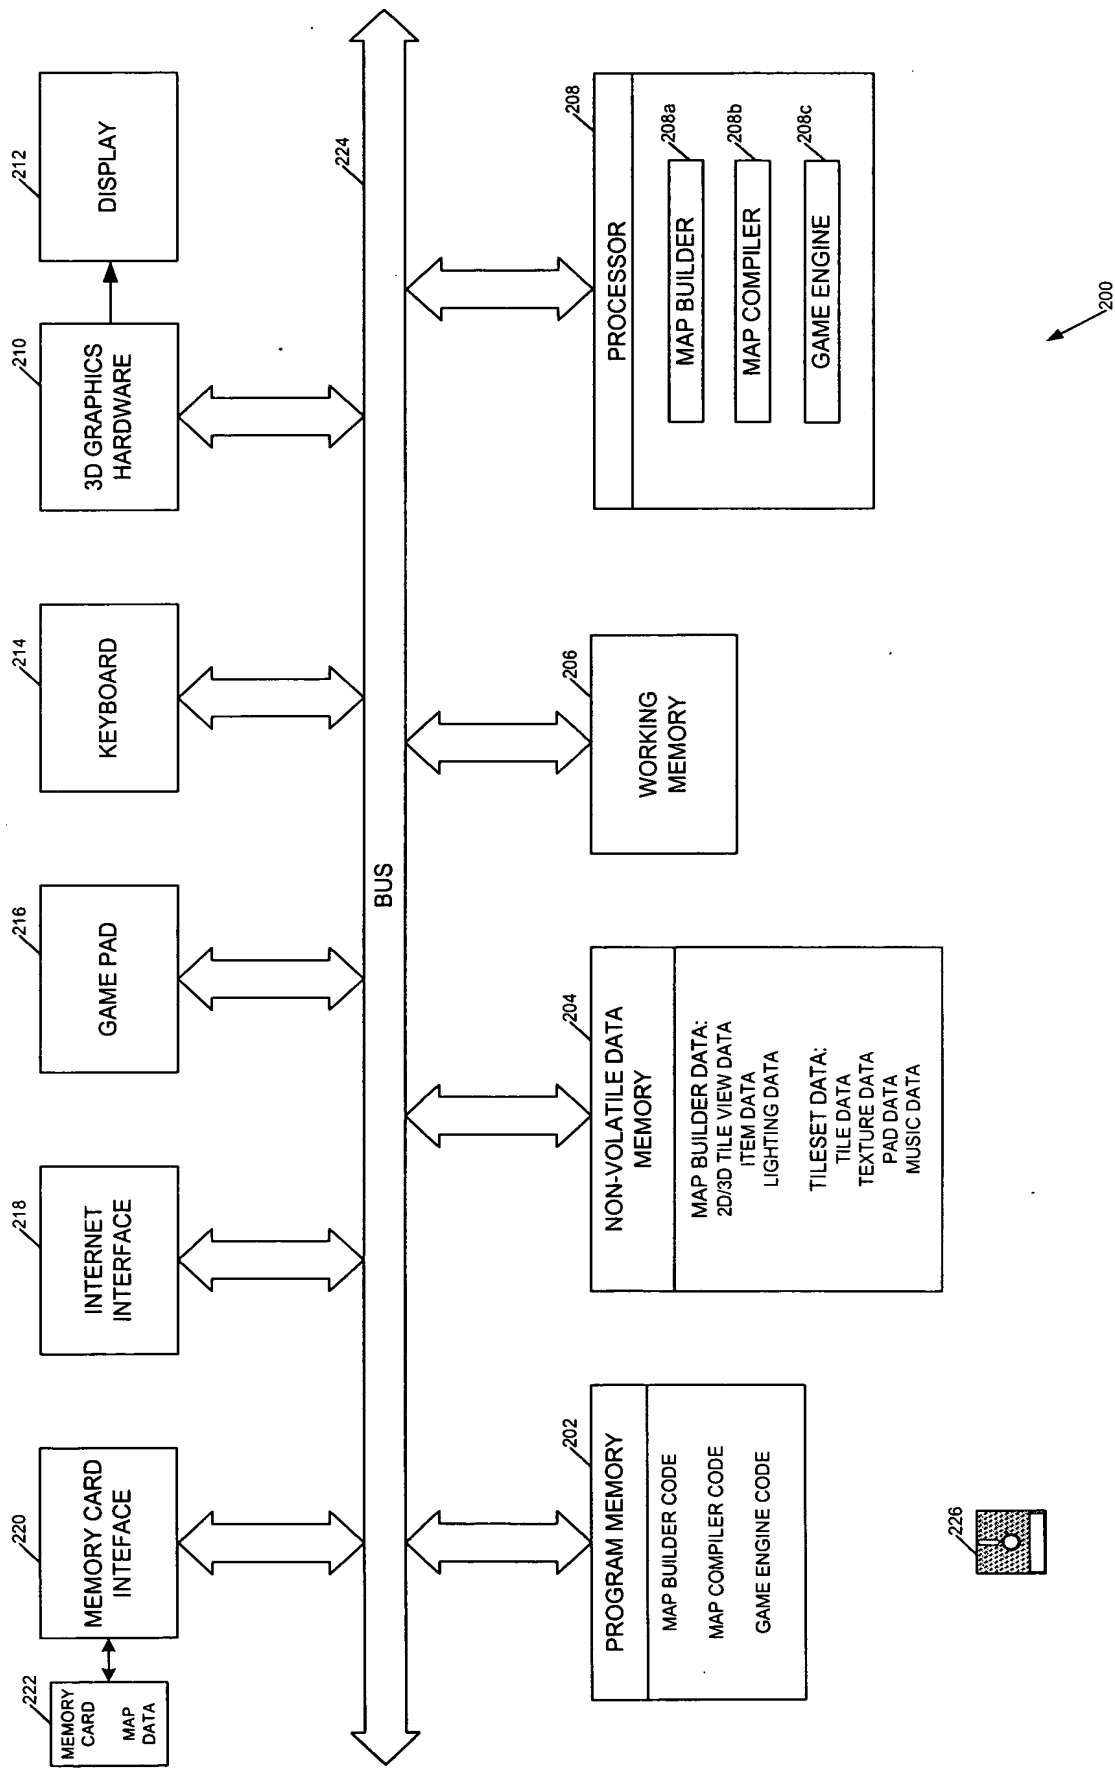 222
MEMORY
CARD
MAP
DATA
220
MEMORY CARD
INTEFACE
218
INTERNET
INTERFACE
216
GAME PAD
214
KEYBOARD
210
3D GRAPHICS
HARDWARE
212
DISPLAY
BUS
224
202
PROGRAM MEMORY
MAP BUILDER CODE
MAP COMPILER CODE
GAME ENGINE CODE
204
NON-VOLATILE DATA
MEMORY
MAP BUILDER DATA:
2D/3D TILE VIEW DATA
ITEM DATA
LIGHTING DATA
TILESET DATA:
TILE DATA
TEXTURE DATA
PAD DATA
MUSIC DATA
206
WORKING
MEMORY
208
PROCESSOR
208a
MAP BUILDER
208b
MAP COMPILER
208c
GAME ENGINE
226
200